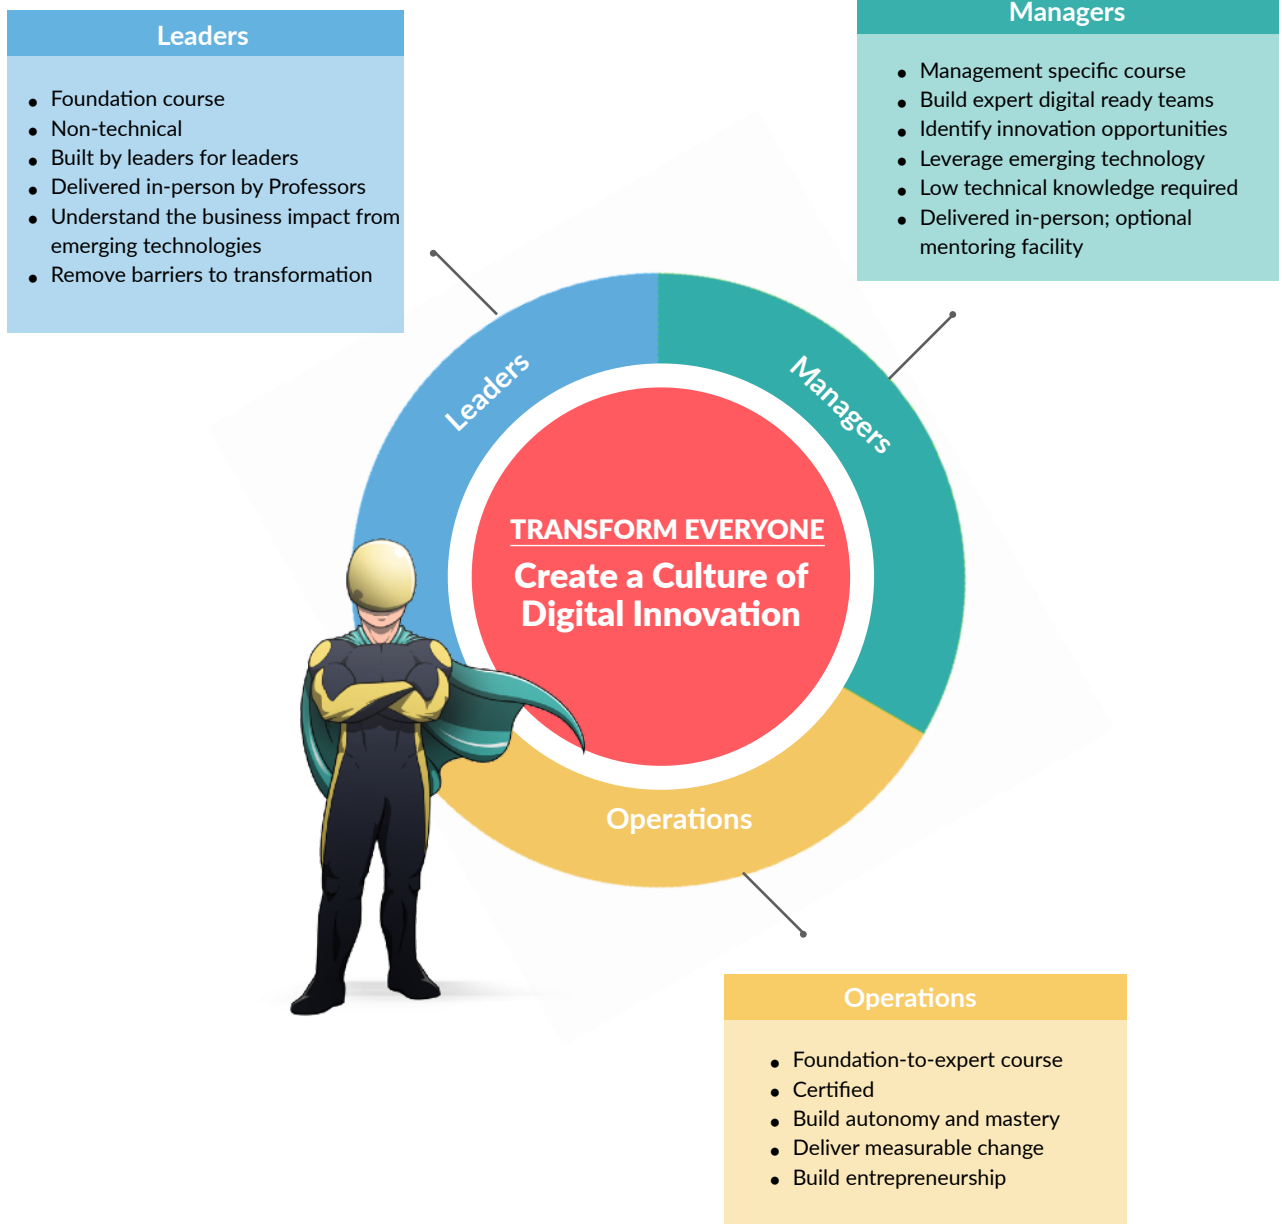 Leaders
• Foundation course
• Non-technical
• Built by leaders for leaders
• Delivered in-person by Professors
• Understand the business impact from
emerging technologies
• Remove barriers to transformation
Managers
• Management specific course
• Build expert digital ready teams
• Identify innovation opportunities
• Leverage emerging technology
• Low technical knowledge required
• Delivered in-person; optional
mentoring facility
Leaders
Managers
TRANSFORM EVERYONE
Create a Culture of
Digital Innovation
Operations
Operations
• Foundation-to-expert course
• Certified
• Build autonomy and mastery
• Deliver measurable change
• Build entrepreneurship